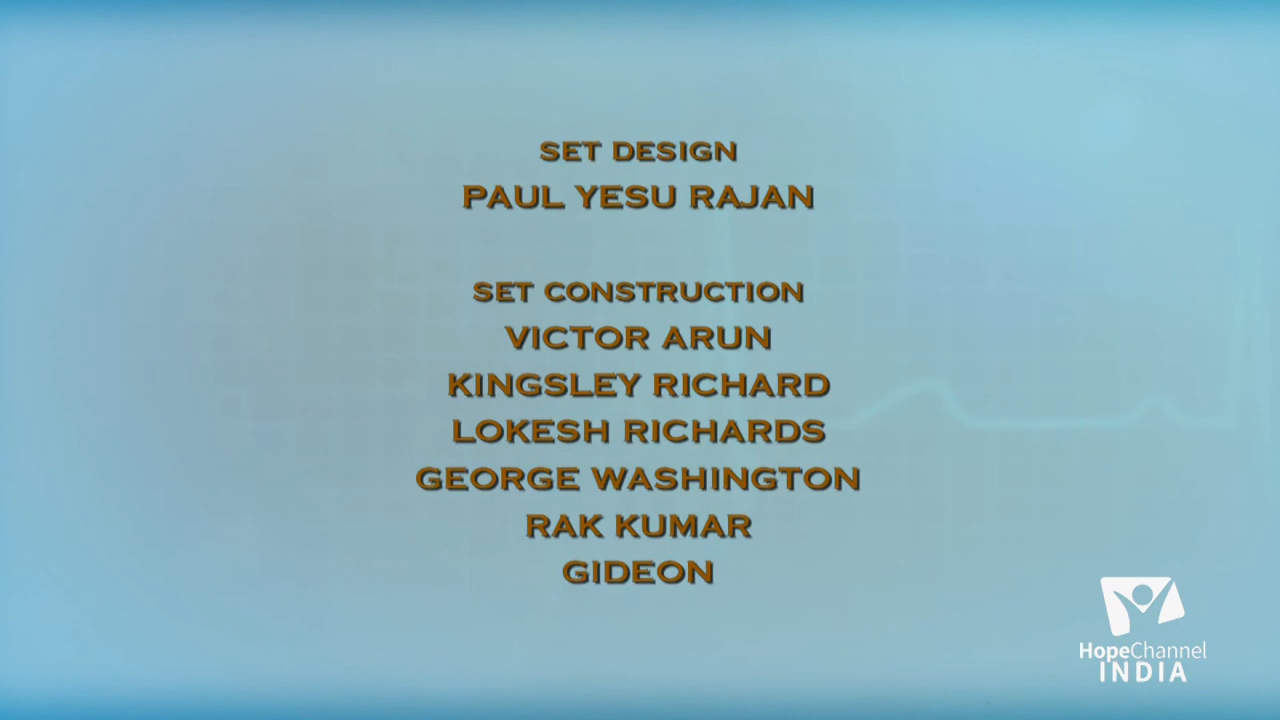 SET DESIGN
PAUL YESU RAJAN
SET CONSTRUCTION
VICTOR ARUN
KINGSLEY RICHARD
LOKESH RICHARDS
GEORGE WASHINGTON
RAK KUMAR
GIDEON
HopeChannel
INDIA